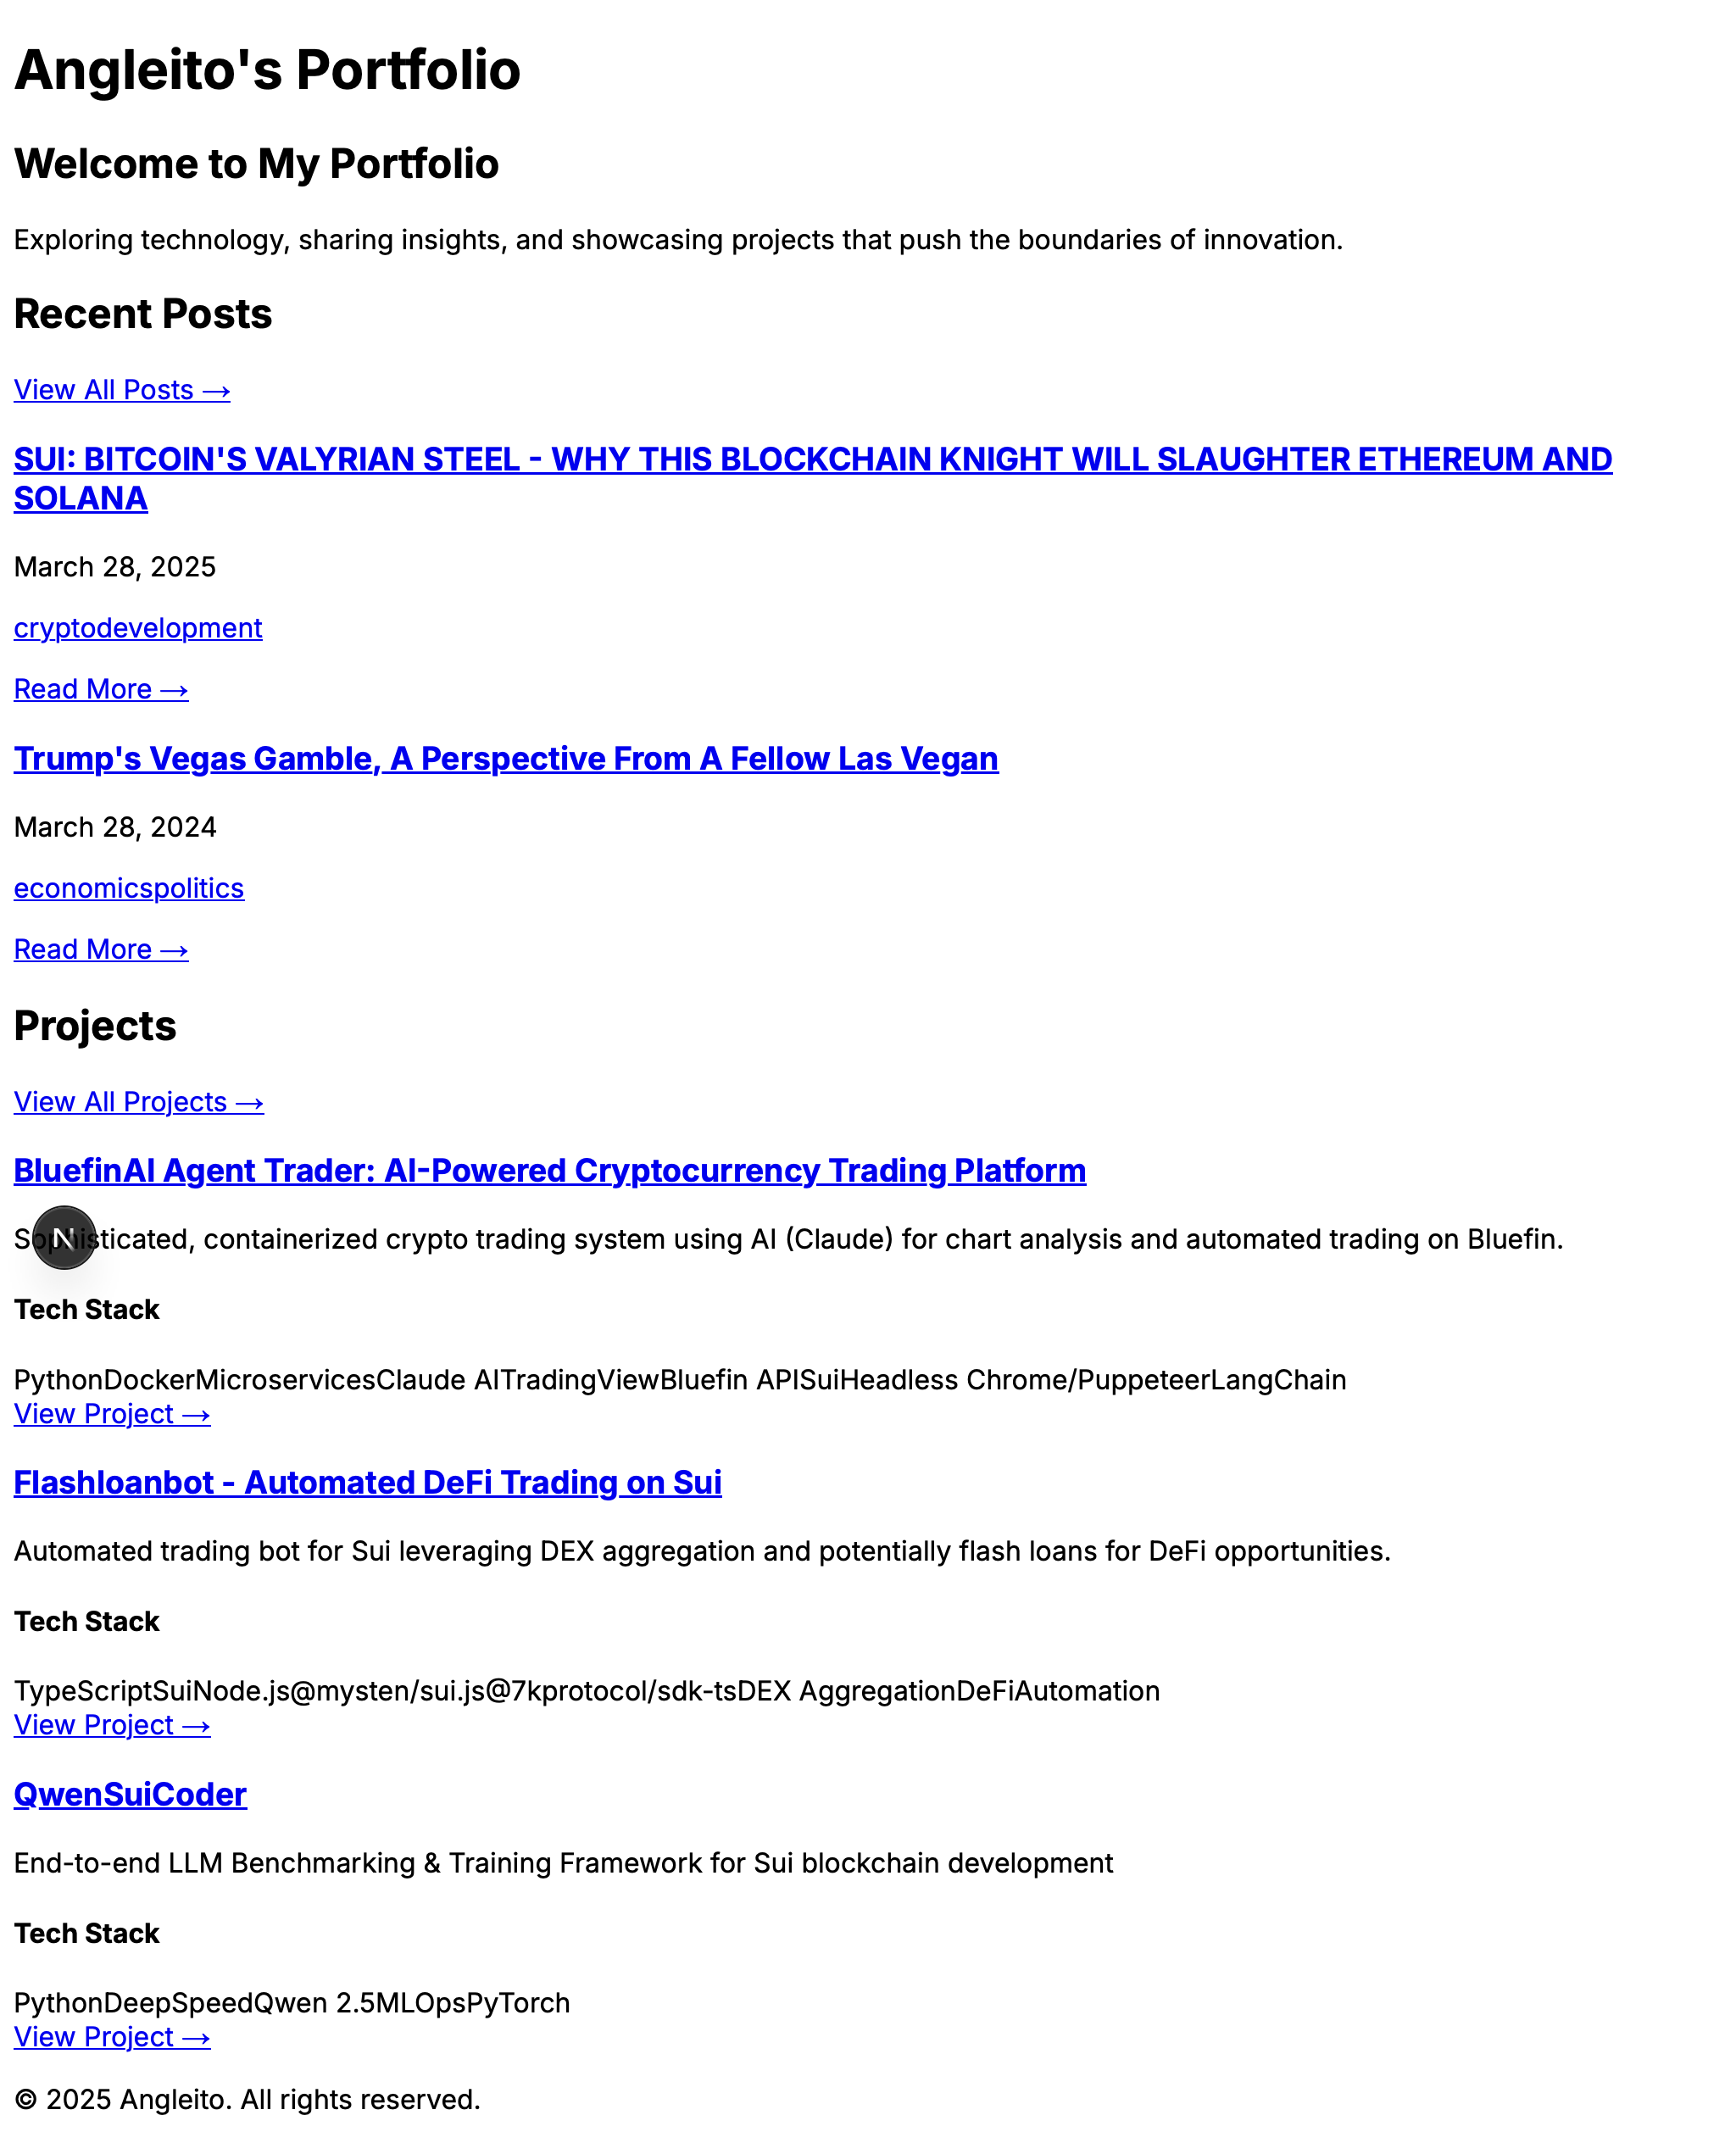 Angleito's Portfolio
Welcome to My Portfolio
Exploring technology, sharing insights, and showcasing projects that push the boundaries of innovation.
Recent Posts
View All Posts →
SUI: BITCOIN'S VALYRIAN STEEL - WHY THIS BLOCKCHAIN KNIGHT WILL SLAUGHTER ETHEREUM AND
SOLANA
March 28, 2025
cryptodevelopment
Read More →
Trump's Vegas Gamble, A Perspective From A Fellow Las Vegan
March 28, 2024
economicspolitics
Read More →
Projects
View All Projects →
BluefinAI Agent Trader: AI-Powered Cryptocurrency Trading Platform
N
Sophisticated, containerized crypto trading system using AI (Claude) for chart analysis and automated trading on Bluefin.
Tech Stack
PythonDockerMicroservicesClaude AITradingViewBluefin APISuiHeadless Chrome/PuppeteerLangChain
View Project →
Flashloanbot - Automated DeFi Trading on Sui
Automated trading bot for Sui leveraging DEX aggregation and potentially flash loans for DeFi opportunities.
Tech Stack
TypeScriptSuiNode.js@mysten/sui.js@7kprotocol/sdk-tsDEX AggregationDeFiAutomation
View Project →
QwenSuiCoder
End-to-end LLM Benchmarking & Training Framework for Sui blockchain development
Tech Stack
PythonDeepSpeedQwen 2.5MLOpsPyTorch
View Project →
© 2025 Angleito. All rights reserved.